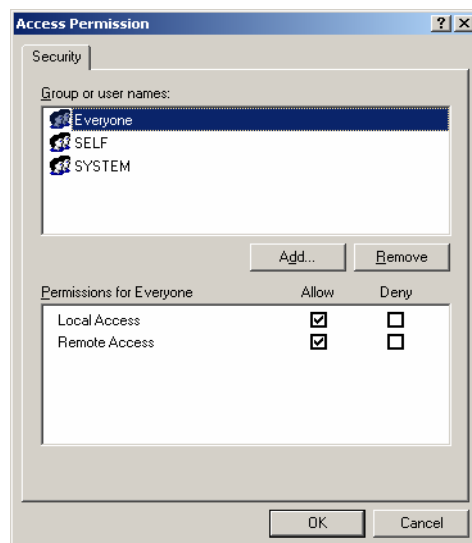 Access Permission
Security
Group or user names:
Everyone
SELF
SYSTEM
Add... Remove
Permissions for Everyone Allow Deny
Local Access
Remote Access
OK Cancel